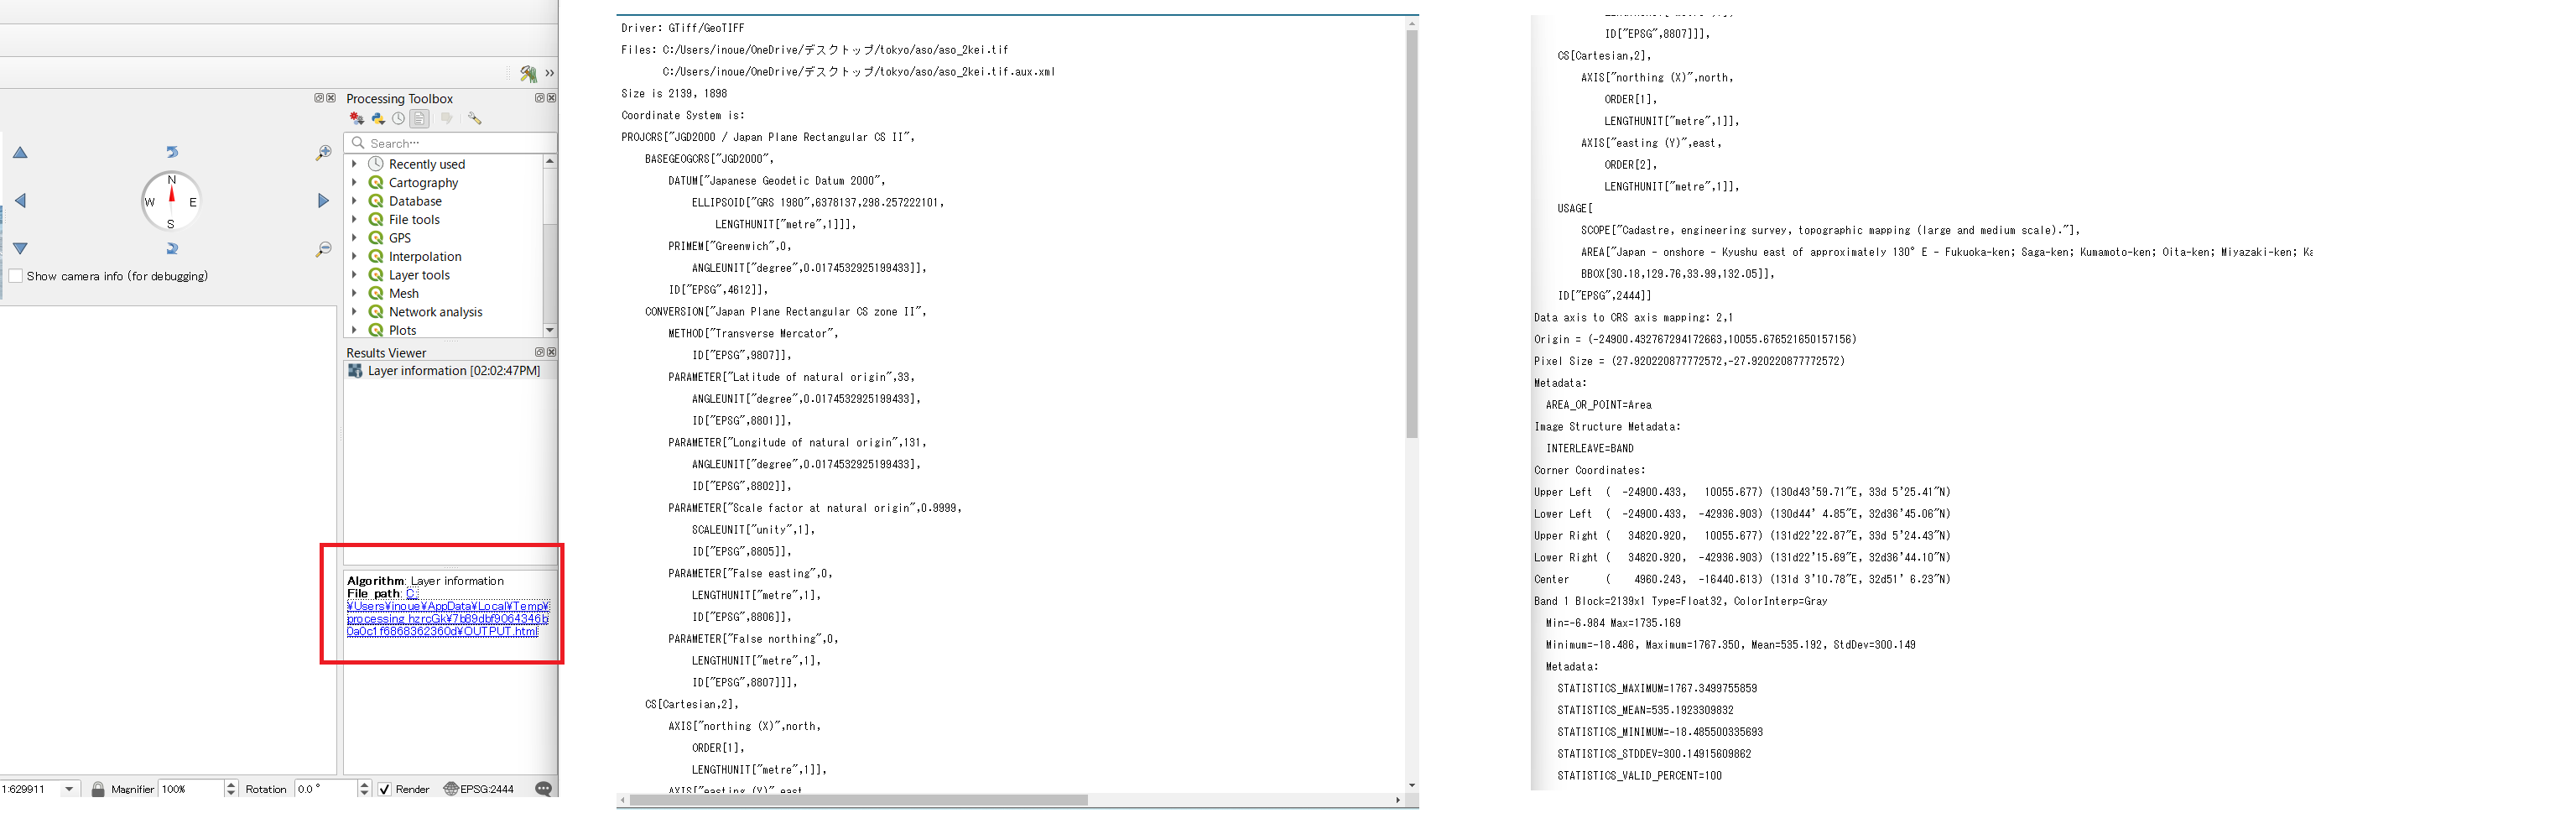 Processing Toolbox
Search…
Recently used
Cartography
Database
File tools
GPS
Interpolation
Layer tools
Mesh
Network analysis
Plots
N
W E
S
Show camera info (for debugging)
Results Viewer
Layer information [02:02:47PM]
Algorithm: Layer information
File path: C:
¥Users¥inoue¥AppData¥Local¥Temp¥
processing_hzrcGk¥7b89dbf9064346b
0a0c1f6868362360d¥OUTPUT.html
1:629911 Magnifier 100% Rotation 0.0 ° Render EPSG:2444
Driver: GTiff/GeoTIFF
Files: C:/Users/inoue/OneDrive/デスクトップ/tokyo/aso/aso_2kei.tif
C:/Users/inoue/OneDrive/デスクトップ/tokyo/aso/aso_2kei.tif.aux.xml
Size is 2139, 1898
Coordinate System is:
PROJCRS["JGD2000 / Japan Plane Rectangular CS II",
BASEGEOGCRS["JGD2000",
DATUM["Japanese Geodetic Datum 2000",
ELLIPSOID["GRS 1980",6378137,298.257222101,
LENGTHUNIT["metre",1]]],
PRIMEM["Greenwich",0,
ANGLEUNIT["degree",0.0174532925199433]],
ID["EPSG",4612]],
CONVERSION["Japan Plane Rectangular CS zone II",
METHOD["Transverse Mercator",
ID["EPSG",9807]],
PARAMETER["Latitude of natural origin",33,
ANGLEUNIT["degree",0.0174532925199433],
ID["EPSG",8801]],
PARAMETER["Longitude of natural origin",131,
ANGLEUNIT["degree",0.0174532925199433],
ID["EPSG",8802]],
PARAMETER["Scale factor at natural origin",0.9999,
SCALEUNIT["unity",1],
ID["EPSG",8805]],
PARAMETER["False easting",0,
LENGTHUNIT["metre",1],
ID["EPSG",8806]],
PARAMETER["False northing",0,
LENGTHUNIT["metre",1],
ID["EPSG",8807]]],
CS[Cartesian,2],
AXIS["northing (X)",north,
ORDER[1],
LENGTHUNIT["metre",1]],
AXIS["easting (Y)",east,
LENGTHUNIT["metre",1],
ID["EPSG",8807]]],
CS[Cartesian,2],
AXIS["northing (X)",north,
ORDER[1],
LENGTHUNIT["metre",1]],
AXIS["easting (Y)",east,
ORDER[2],
LENGTHUNIT["metre",1]],
USAGE[
SCOPE["Cadastre, engineering survey, topographic mapping (large and medium scale)."],
AREA["Japan - onshore - Kyushu east of approximately 130°E - Fukuoka-ken; Saga-ken; Kumamoto-ken; Oita-ken; Miyazaki-ken; Ka
BBOX[30.18,129.76,33.99,132.05]],
ID["EPSG",2444]]
Data axis to CRS axis mapping: 2,1
Origin = (-24900.432767294172663,10055.676521650157156)
Pixel Size = (27.920220877772572,-27.920220877772572)
Metadata:
AREA_OR_POINT=Area
Image Structure Metadata:
INTERLEAVE=BAND
Corner Coordinates:
Upper Left ( -24900.433, 10055.677) (130d43'59.71"E, 33d 5'25.41"N)
Lower Left ( -24900.433, -42936.903) (130d44' 4.85"E, 32d36'45.06"N)
Upper Right ( 34820.920, 10055.677) (131d22'22.87"E, 33d 5'24.43"N)
Lower Right ( 34820.920, -42936.903) (131d22'15.69"E, 32d36'44.10"N)
Center ( 4960.243, -16440.613) (131d 3'10.78"E, 32d51' 6.23"N)
Band 1 Block=2139x1 Type=Float32, ColorInterp=Gray
Min=-6.984 Max=1735.169
Minimum=-18.486, Maximum=1767.350, Mean=535.192, StdDev=300.149
Metadata:
STATISTICS_MAXIMUM=1767.3499755859
STATISTICS_MEAN=535.1923309832
STATISTICS_MINIMUM=-18.485500335693
STATISTICS_STDDEV=300.14915609862
STATISTICS_VALID_PERCENT=100